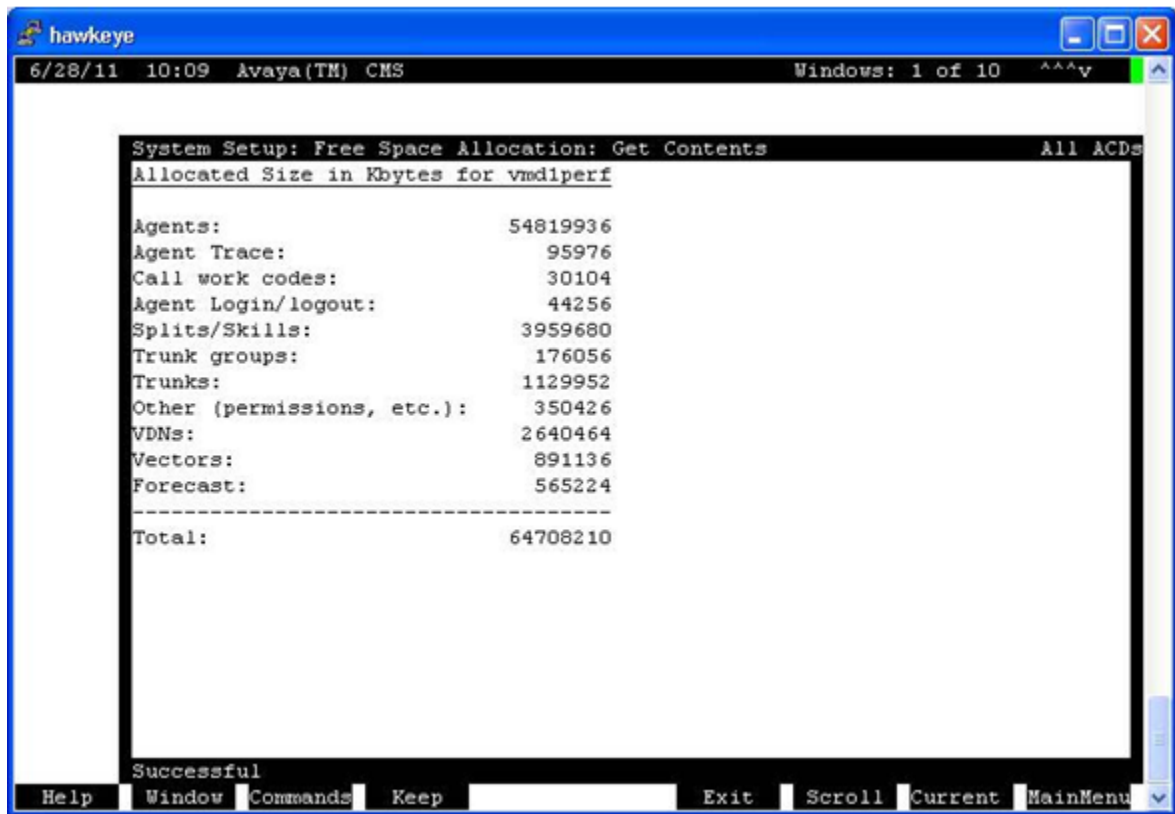 hawkeye
6/28/11 10:09 Avaya(TM) CMS Windows: 1 of 10 ^^^v
System Setup: Free Space Allocation: Get Contents All ACDs
Allocated Size in Kbytes for vmd1perf
Agents: 54819936
Agent Trace: 95976
Call work codes: 30104
Agent Login/logout: 44256
Splits/Skills: 3959680
Trunk groups: 176056
Trunks: 1129952
Other (permissions, etc.): 350426
VDNs: 2640464
Vectors: 891136
Forecast: 565224
-------------------------------------
Total: 64708210
Successful
Help Window Commands Keep Exit Scroll Current MainMenu